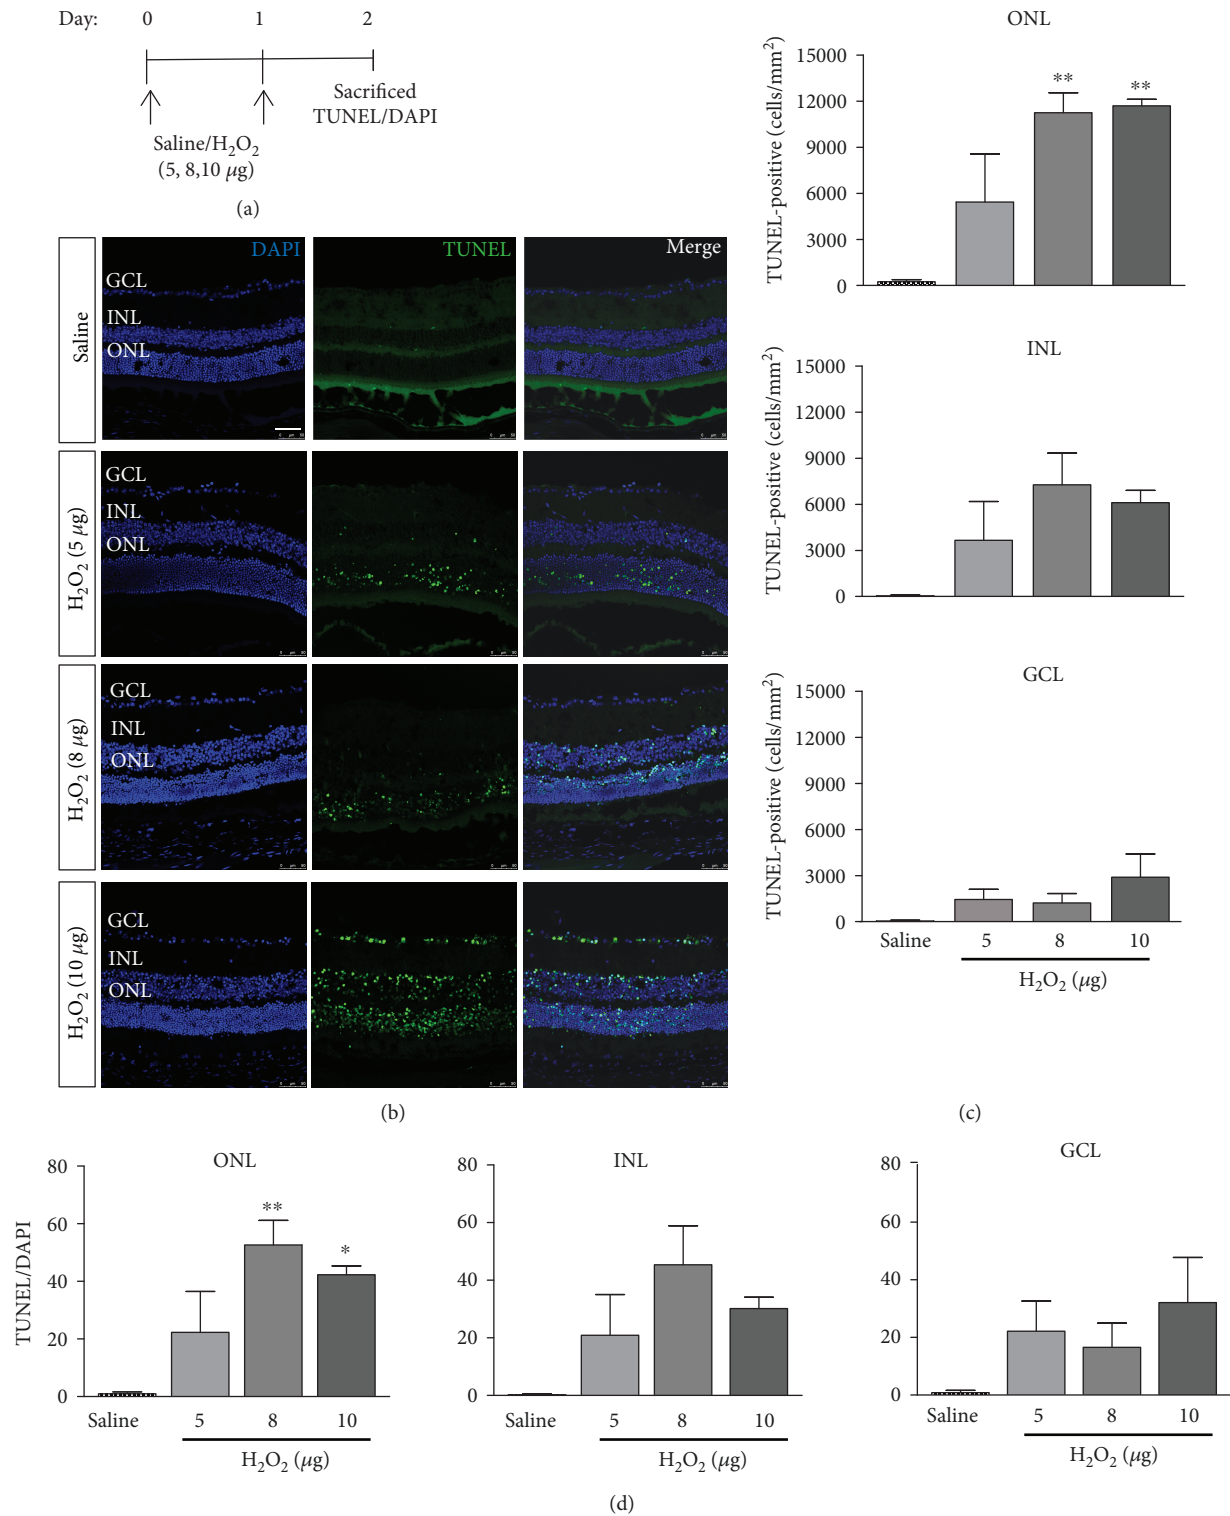 Day: 0 1 2
Sacrificed
TUNEL/DAPI
Saline/H₂O₂
(5, 8,10 μg)
(a)
Saline
DAPI
TUNEL
Merge
GCL
INL
ONL
H₂O₂ (5 μg)
GCL
INL
ONL
H₂O₂ (8 μg)
GCL
INL
ONL
H₂O₂ (10 μg)
GCL
INL
ONL
(b)
ONL
TUNEL-positive (cells/mm²)
15000
12000
9000
6000
3000
0
**
**
INL
TUNEL-positive (cells/mm²)
15000
12000
9000
6000
3000
0
GCL
TUNEL-positive (cells/mm²)
15000
12000
9000
6000
3000
0
Saline 5 8 10
H₂O₂ (μg)
(c)
ONL
TUNEL/DAPI
80
60
40
20
0
**
*
Saline 5 8 10
H₂O₂ (μg)
INL
80
60
40
20
0
Saline 5 8 10
H₂O₂ (μg)
GCL
80
60
40
20
0
Saline 5 8 10
H₂O₂ (μg)
(d)